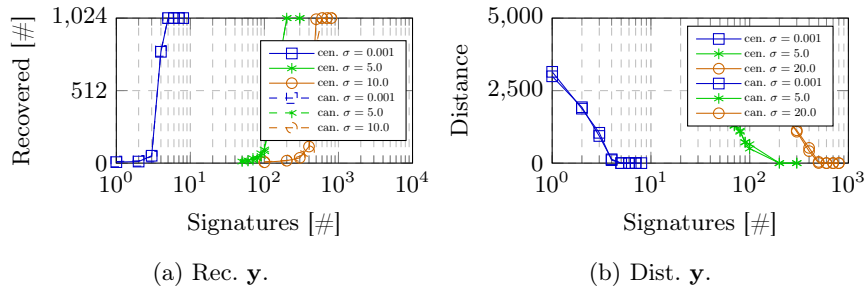 1,024
512
0
Recovered [#]
10^0
10^1
10^2
10^3
10^4
Signatures [#]
cen. σ = 0.001
cen. σ = 5.0
cen. σ = 10.0
can. σ = 0.001
can. σ = 5.0
can. σ = 10.0
(a) Rec. y.
5,000
2,500
0
Distance
10^0
10^1
10^2
10^3
Signatures [#]
cen. σ = 0.001
cen. σ = 5.0
cen. σ = 20.0
can. σ = 0.001
can. σ = 5.0
can. σ = 20.0
(b) Dist. y.